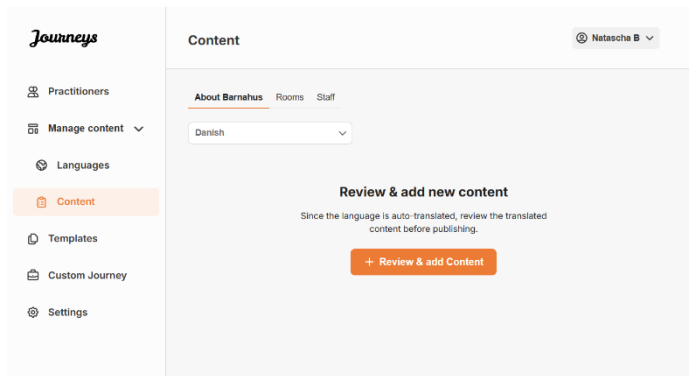 Journeys
Content
Natascha B
Practitioners
Manage content
Languages
Content
Templates
Custom Journey
Settings
About Barnahus Rooms Staff
Danish
Review & add new content
Since the language is auto-translated, review the translated
content before publishing.
+ Review & add Content